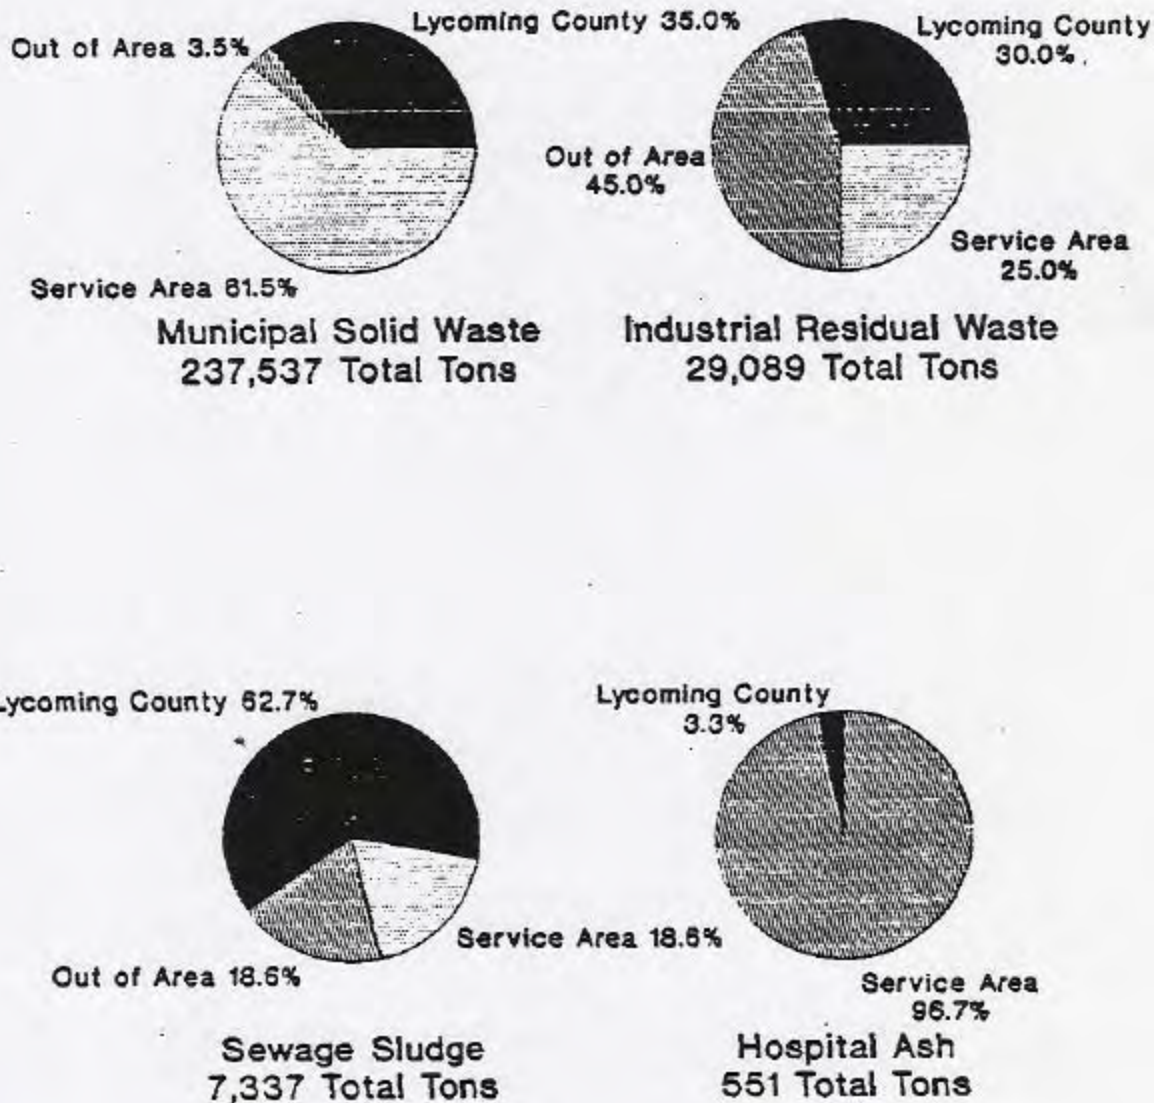 Out of Area 3.5%
Lycoming County 35.0%
Service Area 61.5%
Municipal Solid Waste
237,537 Total Tons
Lycoming County
30.0%
Out of Area
45.0%
Service Area
25.0%
Industrial Residual Waste
29,089 Total Tons
Lycoming County 62.7%
Service Area 18.6%
Out of Area 18.6%
Sewage Sludge
7,337 Total Tons
Lycoming County
3.3%
Service Area
96.7%
Hospital Ash
551 Total Tons